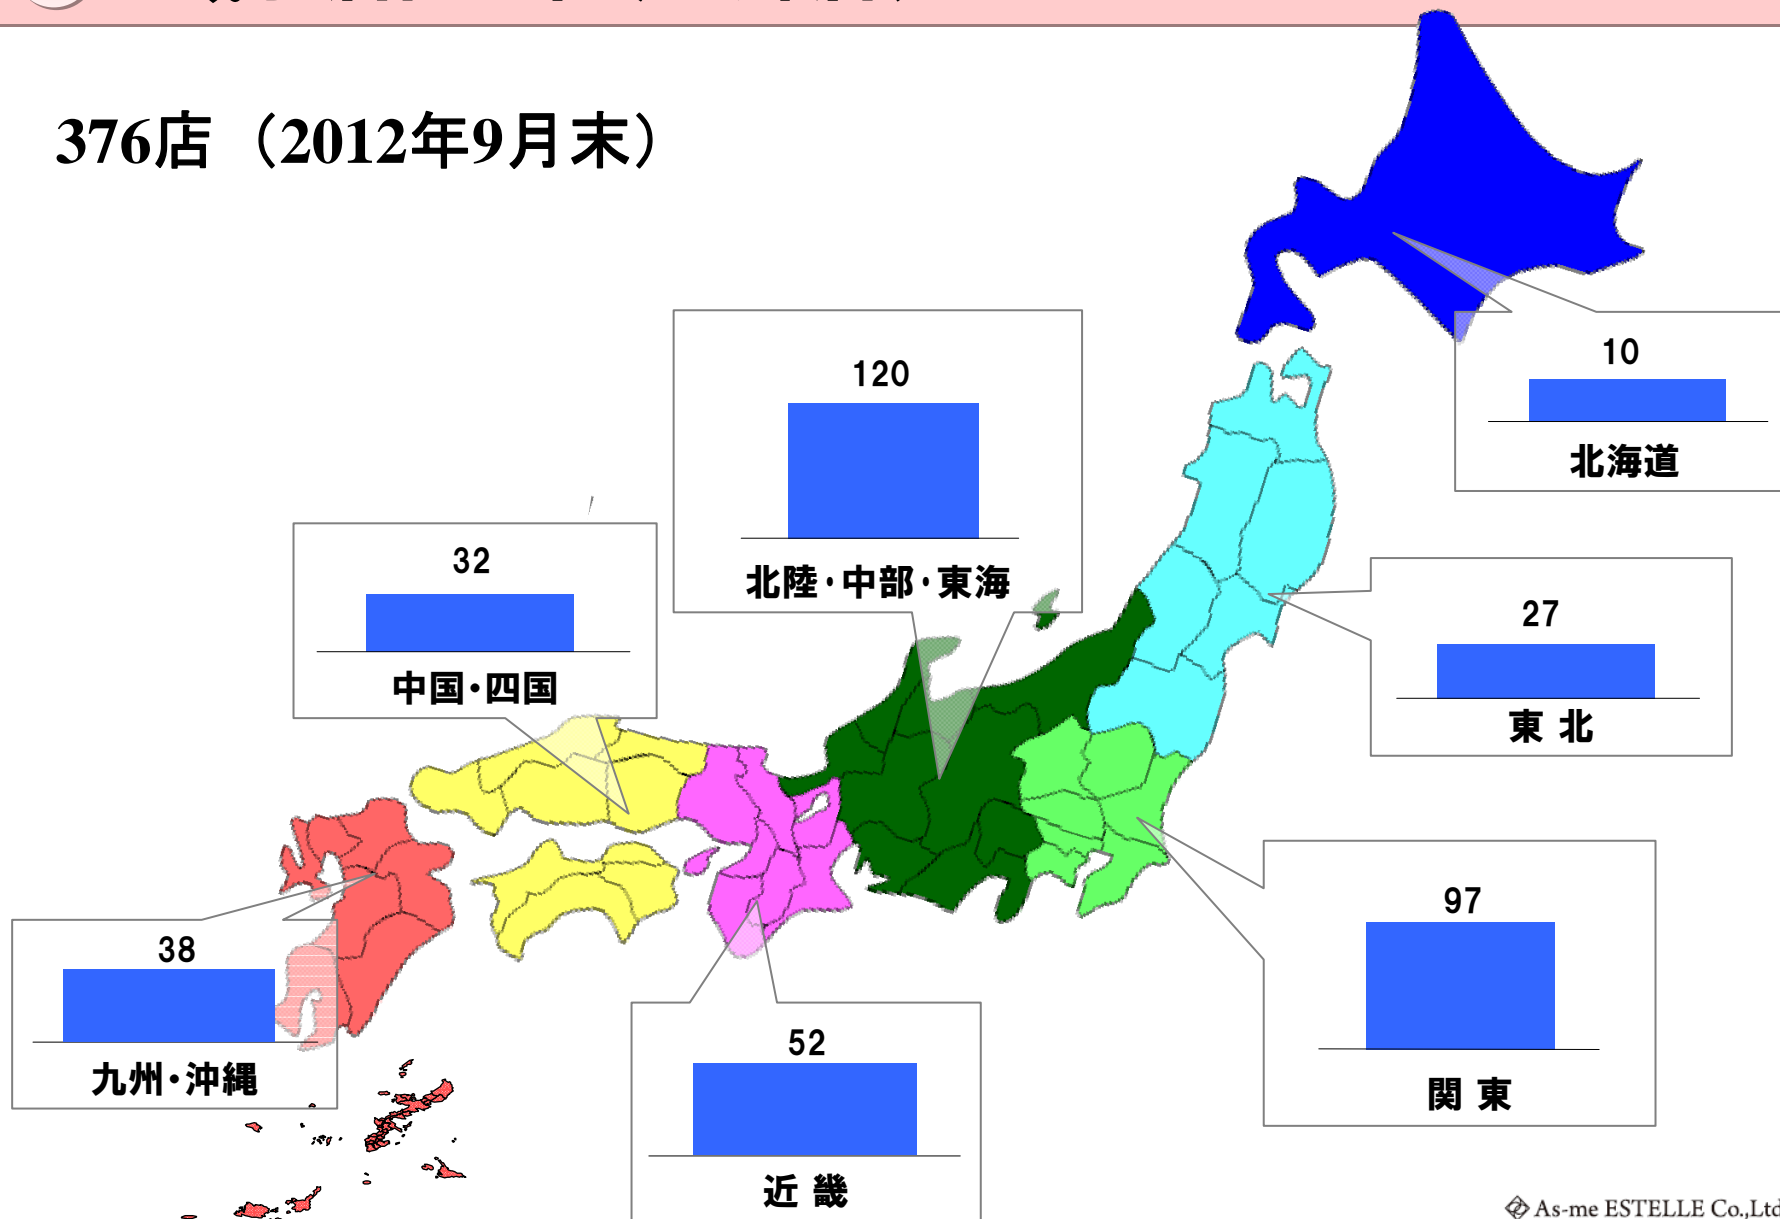 376店（2012年9月末）
10
北海道
120
北陸・中部・東海
32
中国・四国
27
東 北
97
関 東
38
九州・沖縄
52
近 畿
As-me ESTELLE Co.,Ltd